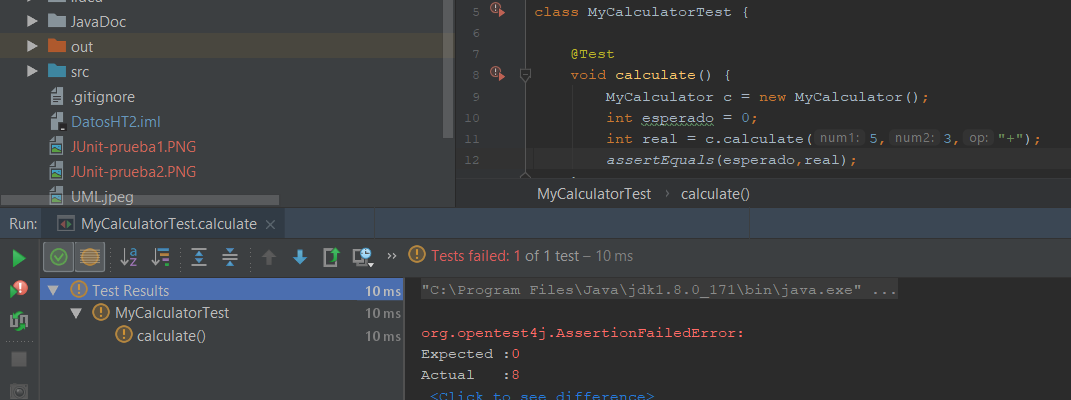 JavaDoc
out
src
.gitignore
DatosHT2.iml
JUnit-prueba1.PNG
JUnit-prueba2.PNG
UML.jpeg
5 class MyCalculatorTest {
6
7 @Test
8 void calculate() {
9 MyCalculator c = new MyCalculator();
10 int esperado = 0;
11 int real = c.calculate( num1: 5, num2: 3, op: "+");
12 assertEquals(esperado,real);
MyCalculatorTest › calculate()
Run: MyCalculatorTest.calculate ×
» Tests failed: 1 of 1 test – 10 ms
Test Results 10 ms
MyCalculatorTest 10 ms
calculate() 10 ms
"C:\Program Files\Java\jdk1.8.0_171\bin\java.exe" ...
org.opentest4j.AssertionFailedError:
Expected :0
Actual :8
<Click to see difference>